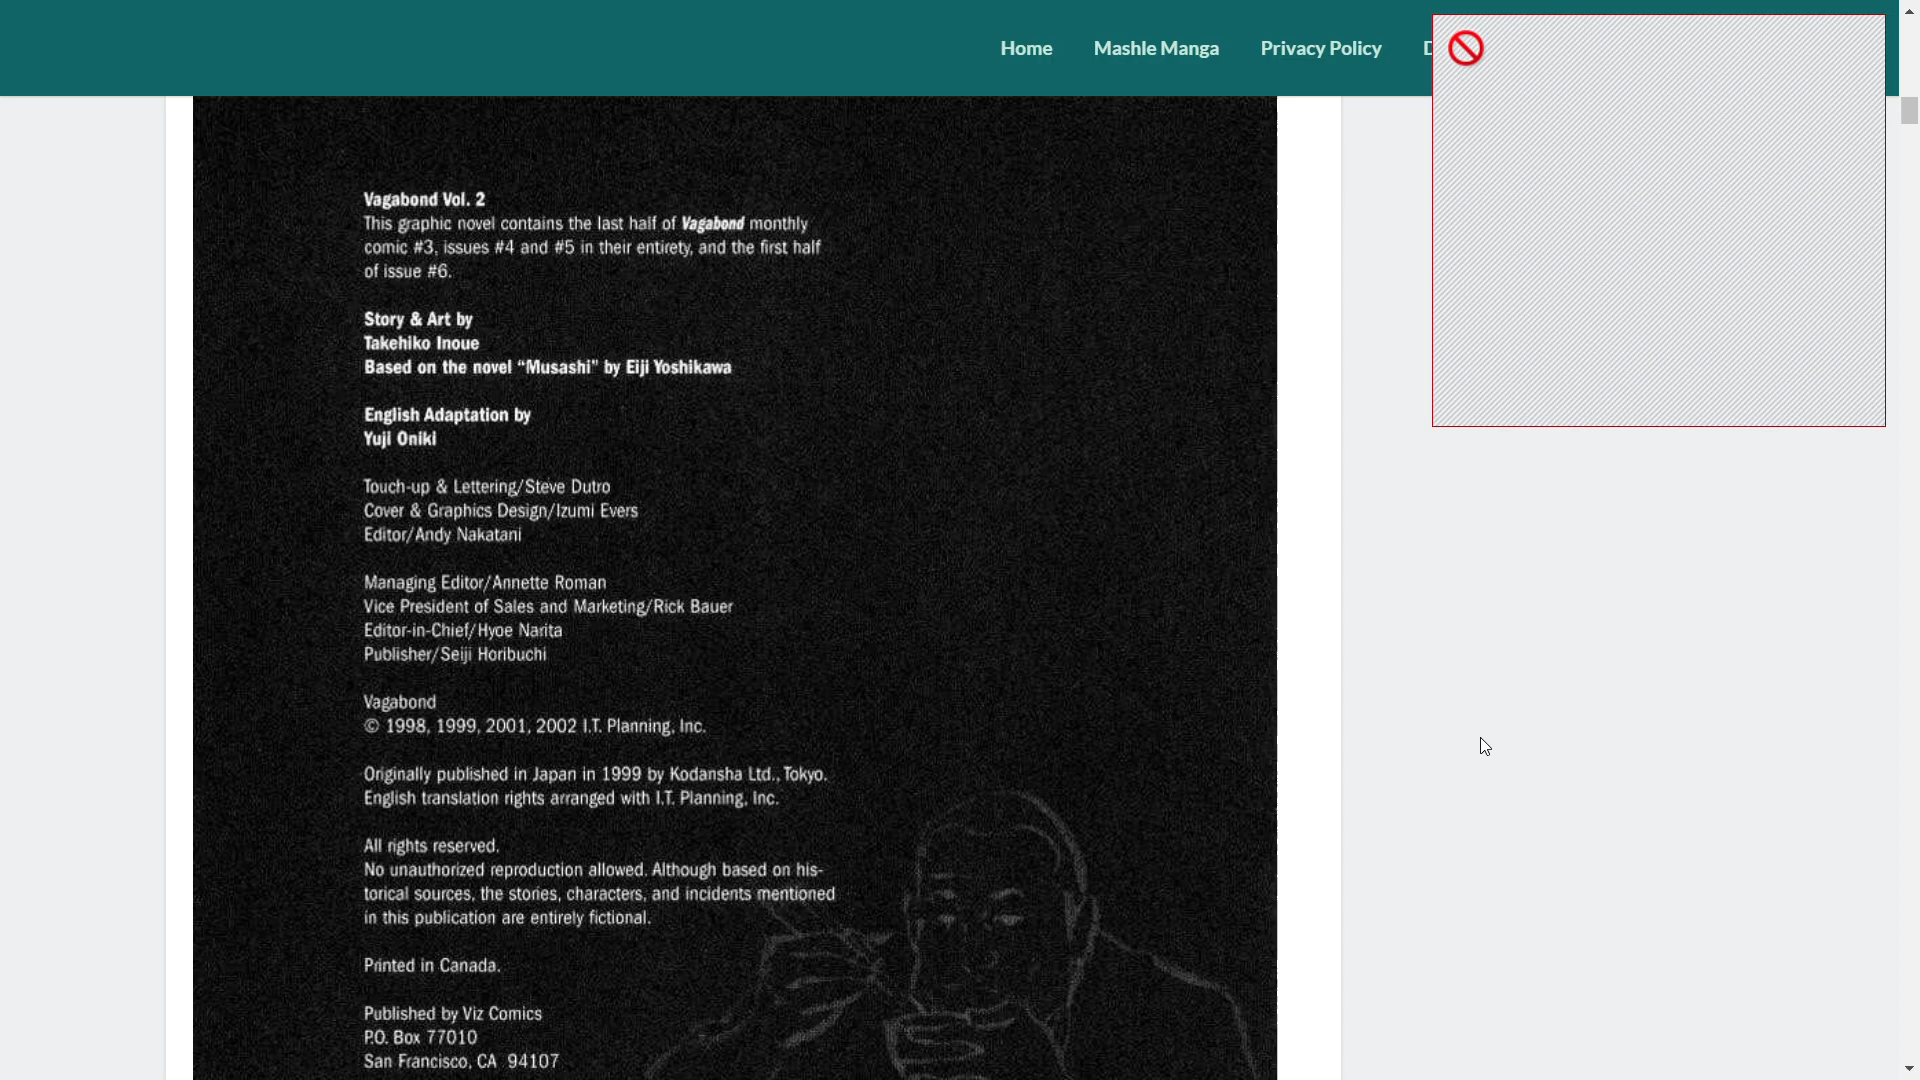 Home Mashle Manga Privacy Policy
Vagabond Vol. 2
This graphic novel contains the last half of Vagabond monthly
comic #3, issues #4 and #5 in their entirety, and the first half
of issue #6.
Story & Art by
Takehiko Inoue
Based on the novel “Musashi” by Eiji Yoshikawa
English Adaptation by
Yuji Oniki
Touch-up & Lettering/Steve Dutro
Cover & Graphics Design/Izumi Evers
Editor/Andy Nakatani
Managing Editor/Annette Roman
Vice President of Sales and Marketing/Rick Bauer
Editor-in-Chief/Hyoe Narita
Publisher/Seiji Horibuchi
Vagabond
© 1998, 1999, 2001, 2002 I.T. Planning, Inc.
Originally published in Japan in 1999 by Kodansha Ltd., Tokyo.
English translation rights arranged with I.T. Planning, Inc.
All rights reserved.
No unauthorized reproduction allowed. Although based on his-
torical sources, the stories, characters, and incidents mentioned
in this publication are entirely fictional.
Printed in Canada.
Published by Viz Comics
P.O. Box 77010
San Francisco, CA 94107